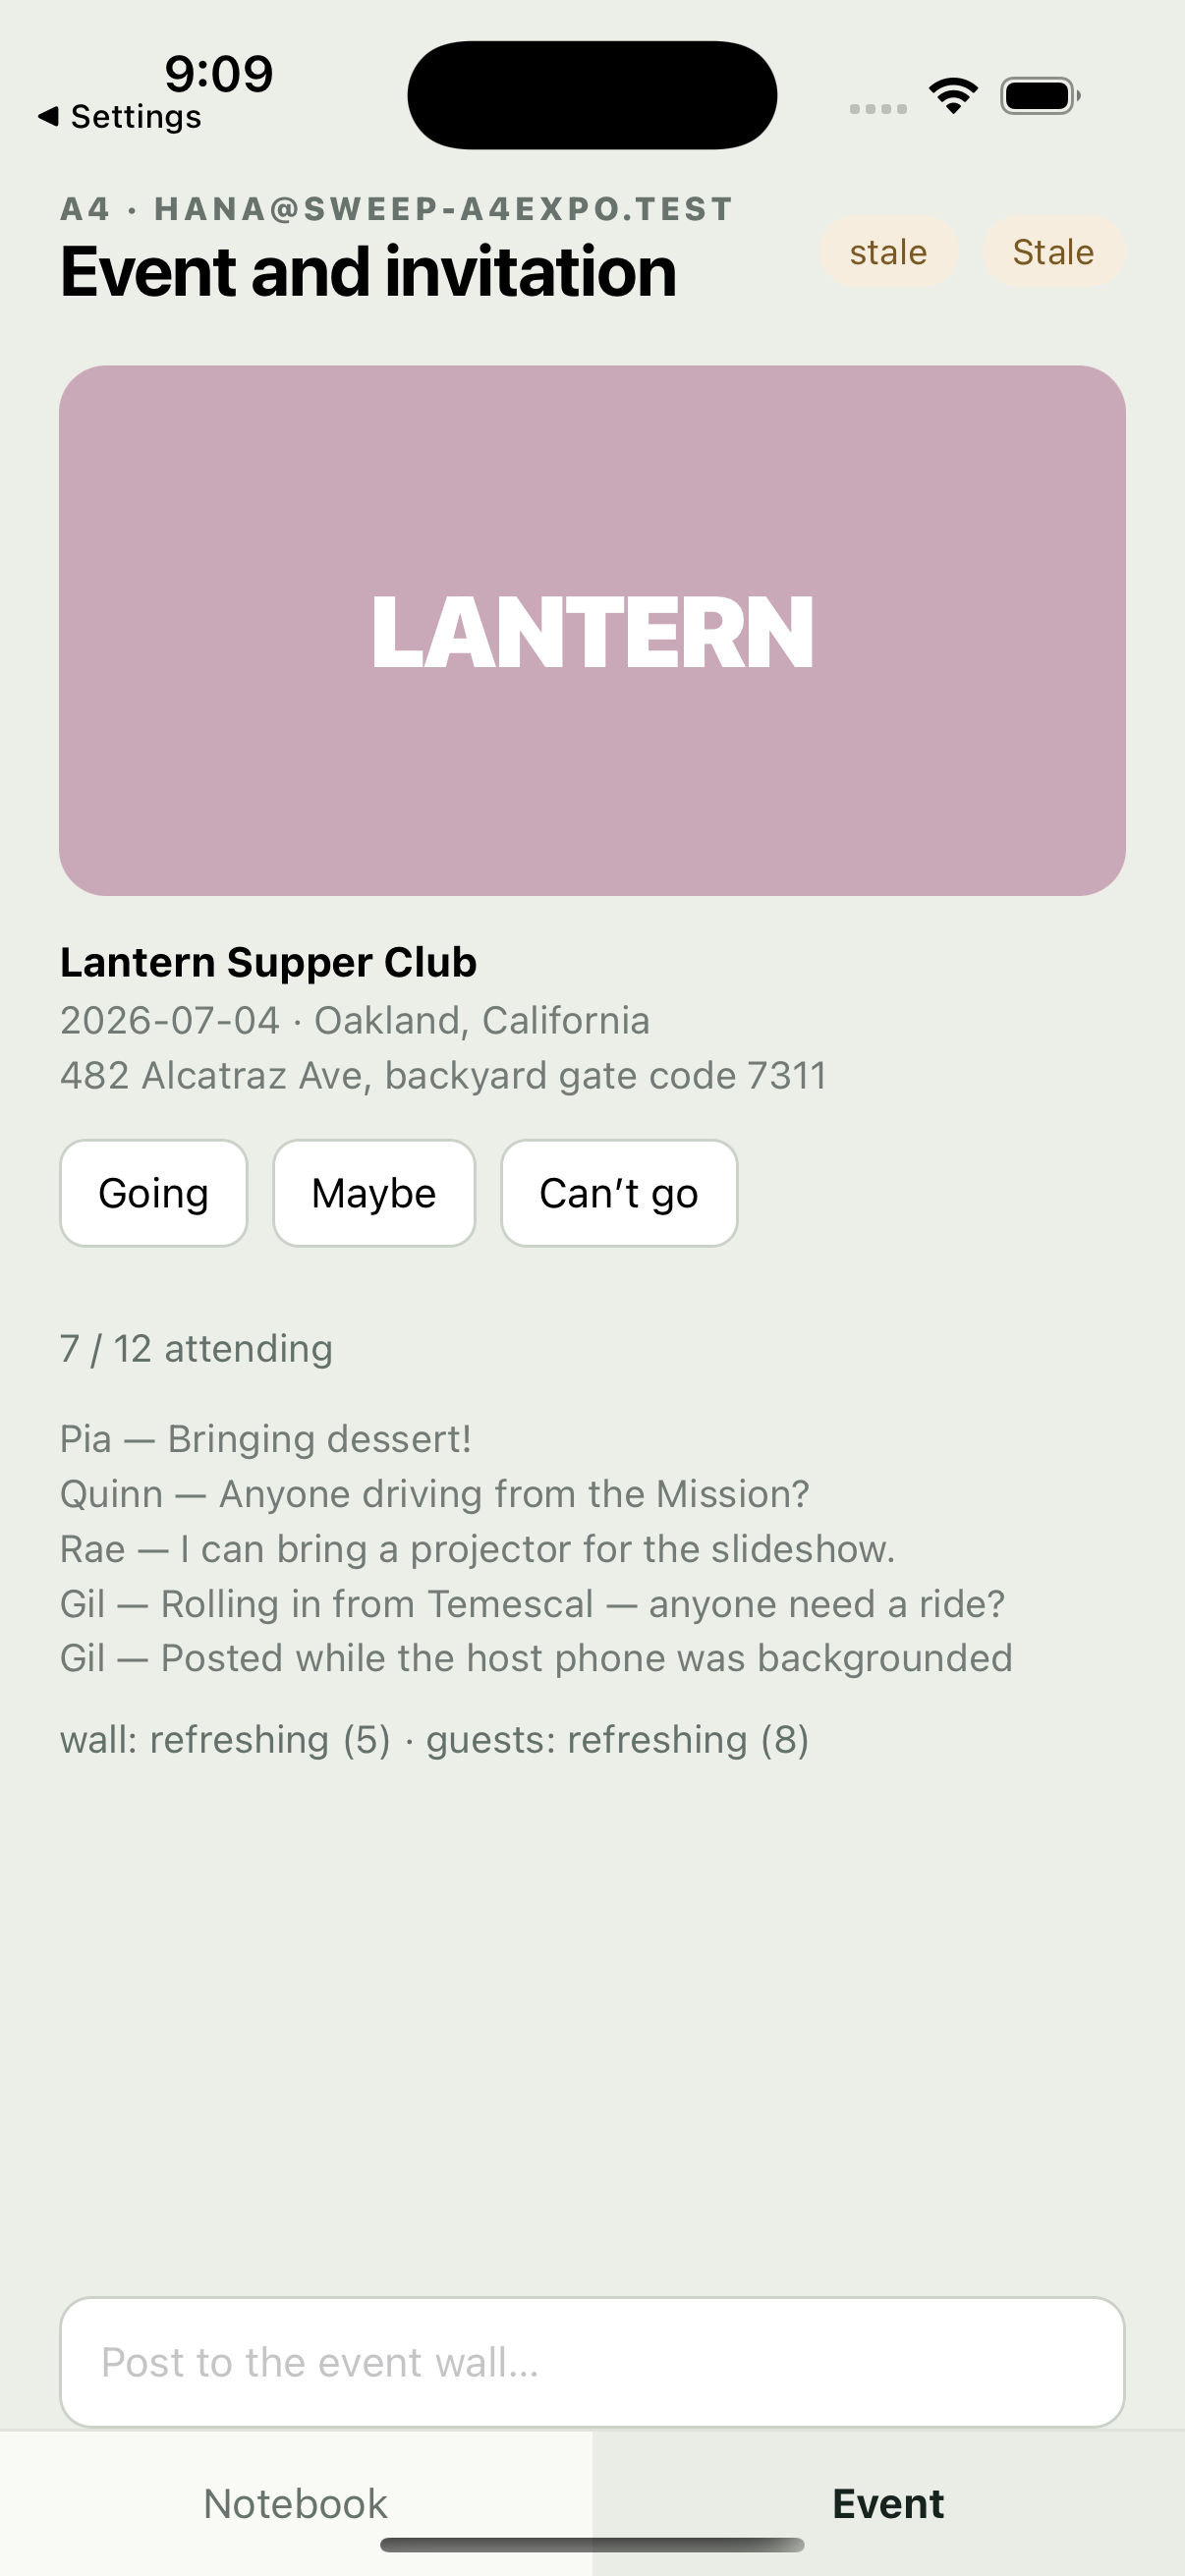 9:09
◀ Settings
A4 · HANA@SWEEP-A4EXPO.TEST
Event and invitation
stale
Stale
LANTERN
Lantern Supper Club
2026-07-04 · Oakland, California
482 Alcatraz Ave, backyard gate code 7311
Going
Maybe
Can’t go
7 / 12 attending
Pia — Bringing dessert!
Quinn — Anyone driving from the Mission?
Rae — I can bring a projector for the slideshow.
Gil — Rolling in from Temescal — anyone need a ride?
Gil — Posted while the host phone was backgrounded
wall: refreshing (5) · guests: refreshing (8)
Post to the event wall...
Notebook
Event